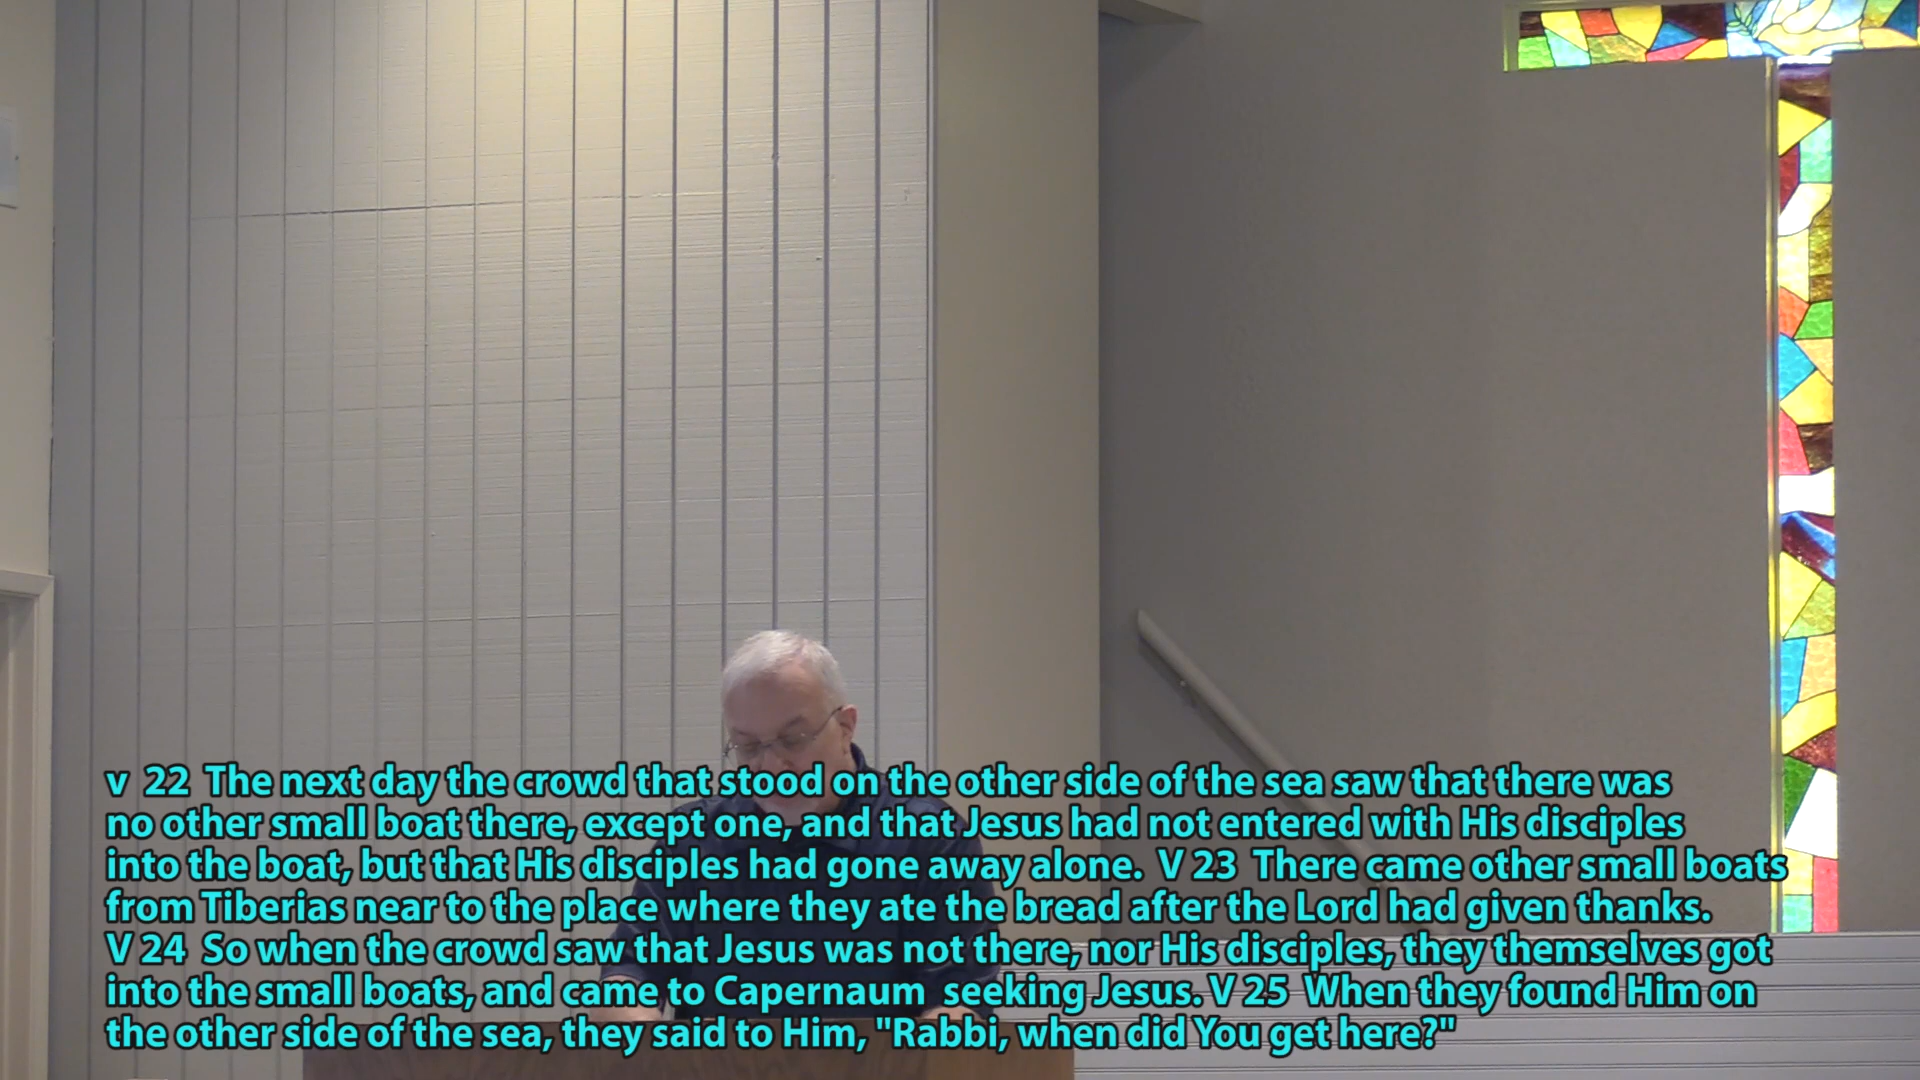 v 22 The next day the crowd that stood on the other side of the sea saw that there was
no other small boat there, except one, and that Jesus had not entered with His disciples
into the boat, but that His disciples had gone away alone. V 23 There came other small boats
from Tiberias near to the place where they ate the bread after the Lord had given thanks.
V 24 So when the crowd saw that Jesus was not there, nor His disciples, they themselves got
into the small boats, and came to Capernaum seeking Jesus. V 25 When they found Him on
the other side of the sea, they said to Him, "Rabbi, when did You get here?"